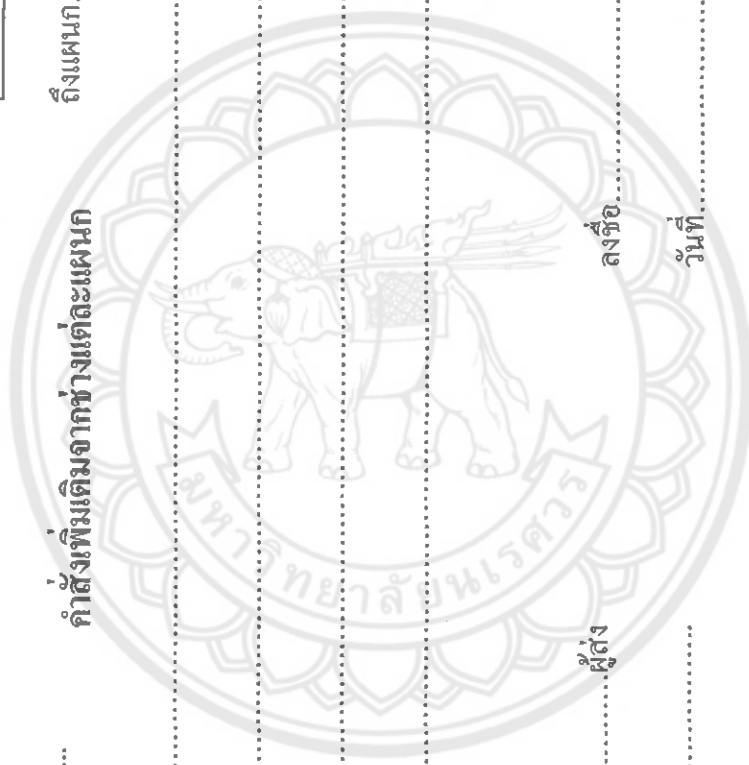 คำสั่งเพิ่มเติมจากช่างแต่ละแผนก ถึงแผนก
ผู้สั่ง ลงชื่อ
วันที่
มหาวิทยาลัยนเรศวร